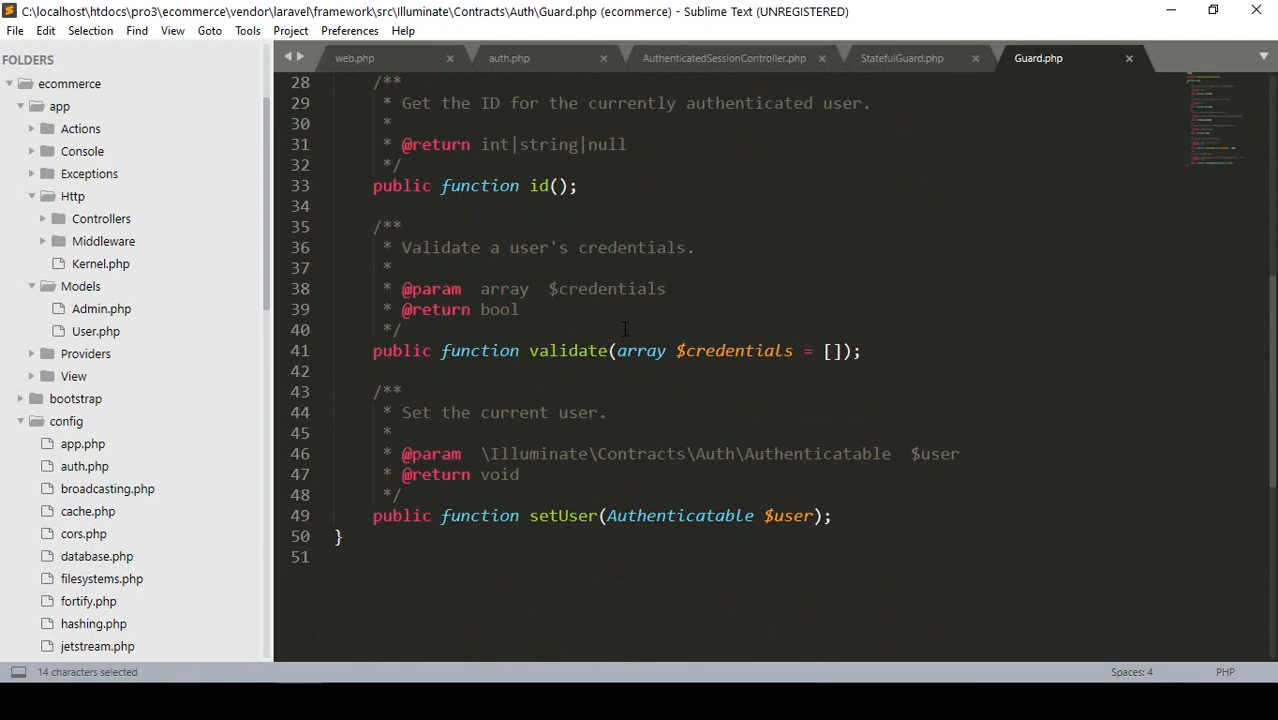 C:\localhost\htdocs\pro3\ecommerce\vendor\laravel\framework\src\Illuminate\Contracts\Auth\Guard.php (ecommerce) - Sublime Text (UNREGISTERED)
File Edit Selection Find View Goto Tools Project Preferences Help
FOLDERS
ecommerce
app
Actions
Console
Exceptions
Http
Controllers
Middleware
Kernel.php
Models
Admin.php
User.php
Providers
View
bootstrap
config
app.php
auth.php
broadcasting.php
cache.php
cors.php
database.php
filesystems.php
fortify.php
hashing.php
jetstream.php
web.php auth.php AuthenticatedSessionController.php StatefulGuard.php Guard.php
28 /**
29 * Get the ID for the currently authenticated user.
30 *
31 * @return int|string|null
32 */
33 public function id();
34
35 /**
36 * Validate a user's credentials.
37 *
38 * @param  array  $credentials
39 * @return bool
40 */
41 public function validate(array $credentials = []);
42
43 /**
44 * Set the current user.
45 *
46 * @param  \Illuminate\Contracts\Auth\Authenticatable  $user
47 * @return void
48 */
49 public function setUser(Authenticatable $user);
50 }
51
14 characters selected Spaces: 4 PHP